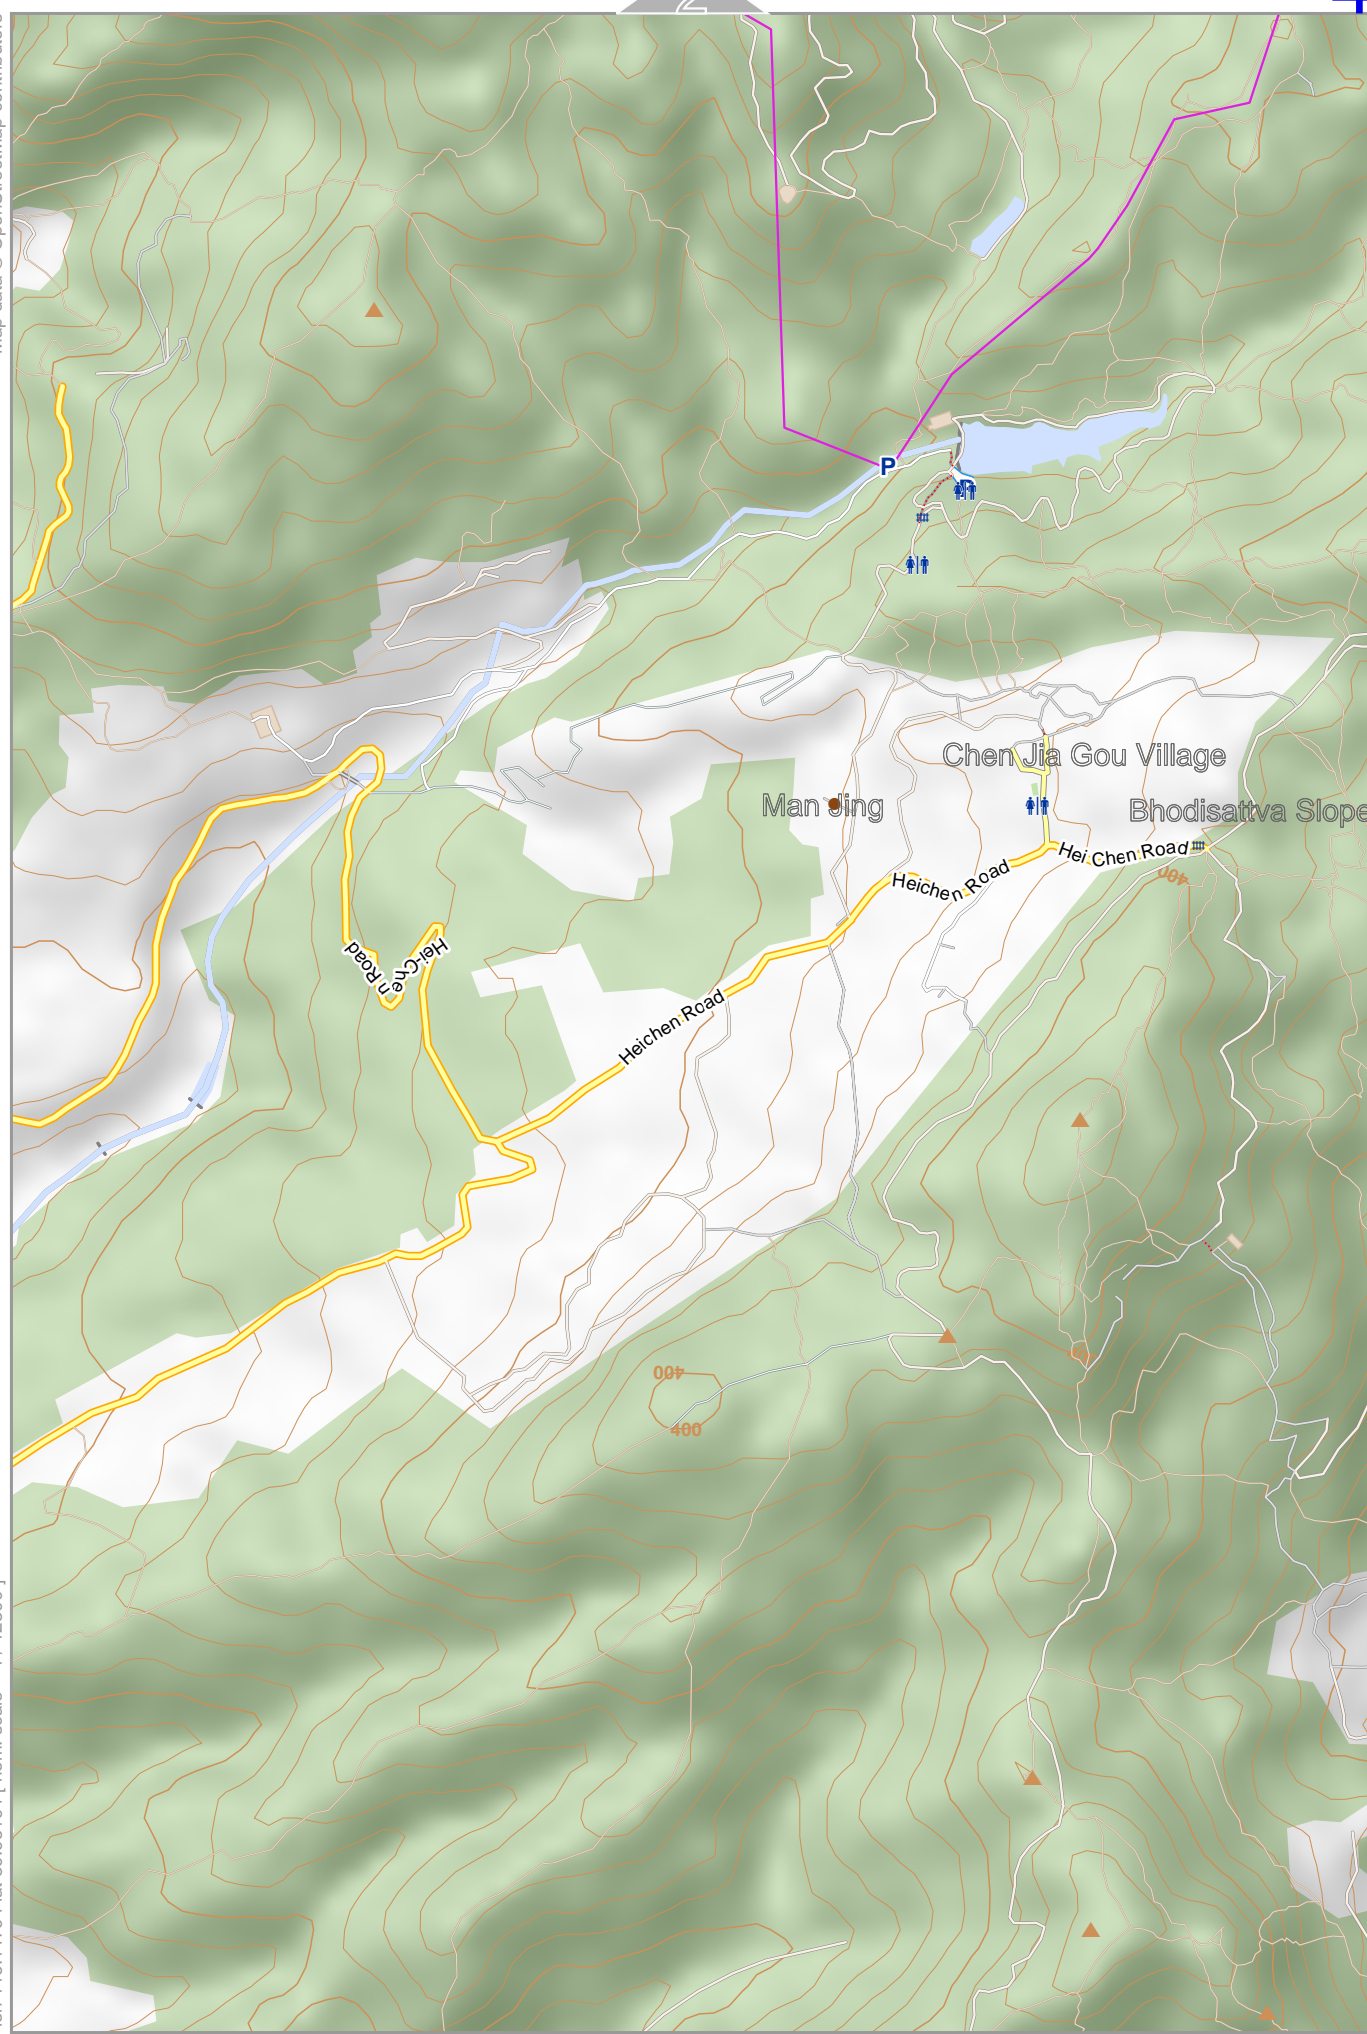 2
P
P
Chen Jia Gou Village
Man Jing
Bhodisattva Slope
Hei Chen Road
Heichen Road
400
Hei-Chen Road
Heichen Road
400
400